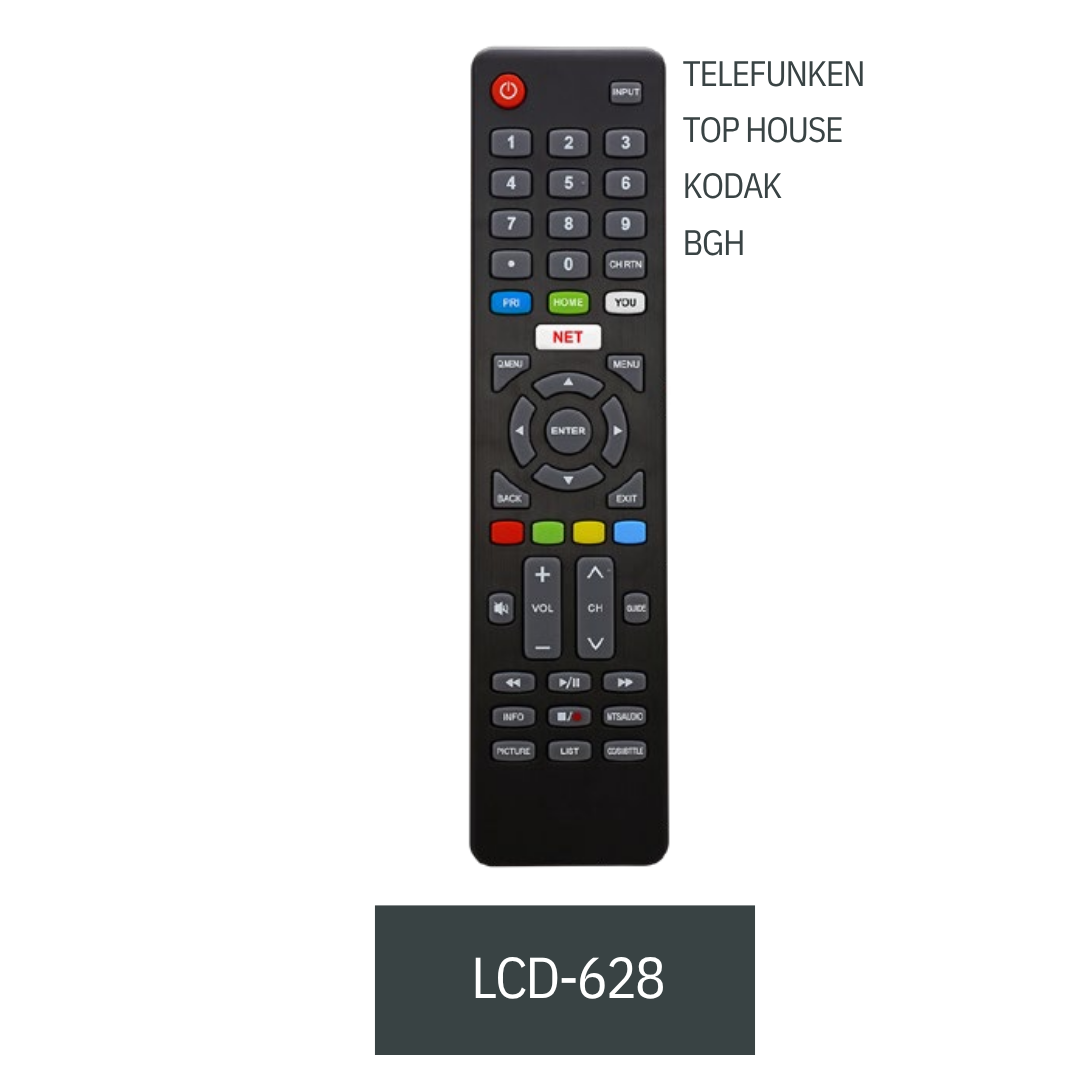 TELEFUNKEN
INPUT
1 2 3
TOP HOUSE
4 5 6
KODAK
7 8 9
BGH
• 0 CH RTN
PRI HOME YOU
NET
Q.MENU MENU
ENTER
BACK EXIT
+
VOL CH GUIDE
−
INFO MTS/AUDIO
PICTURE LIST
LCD-628